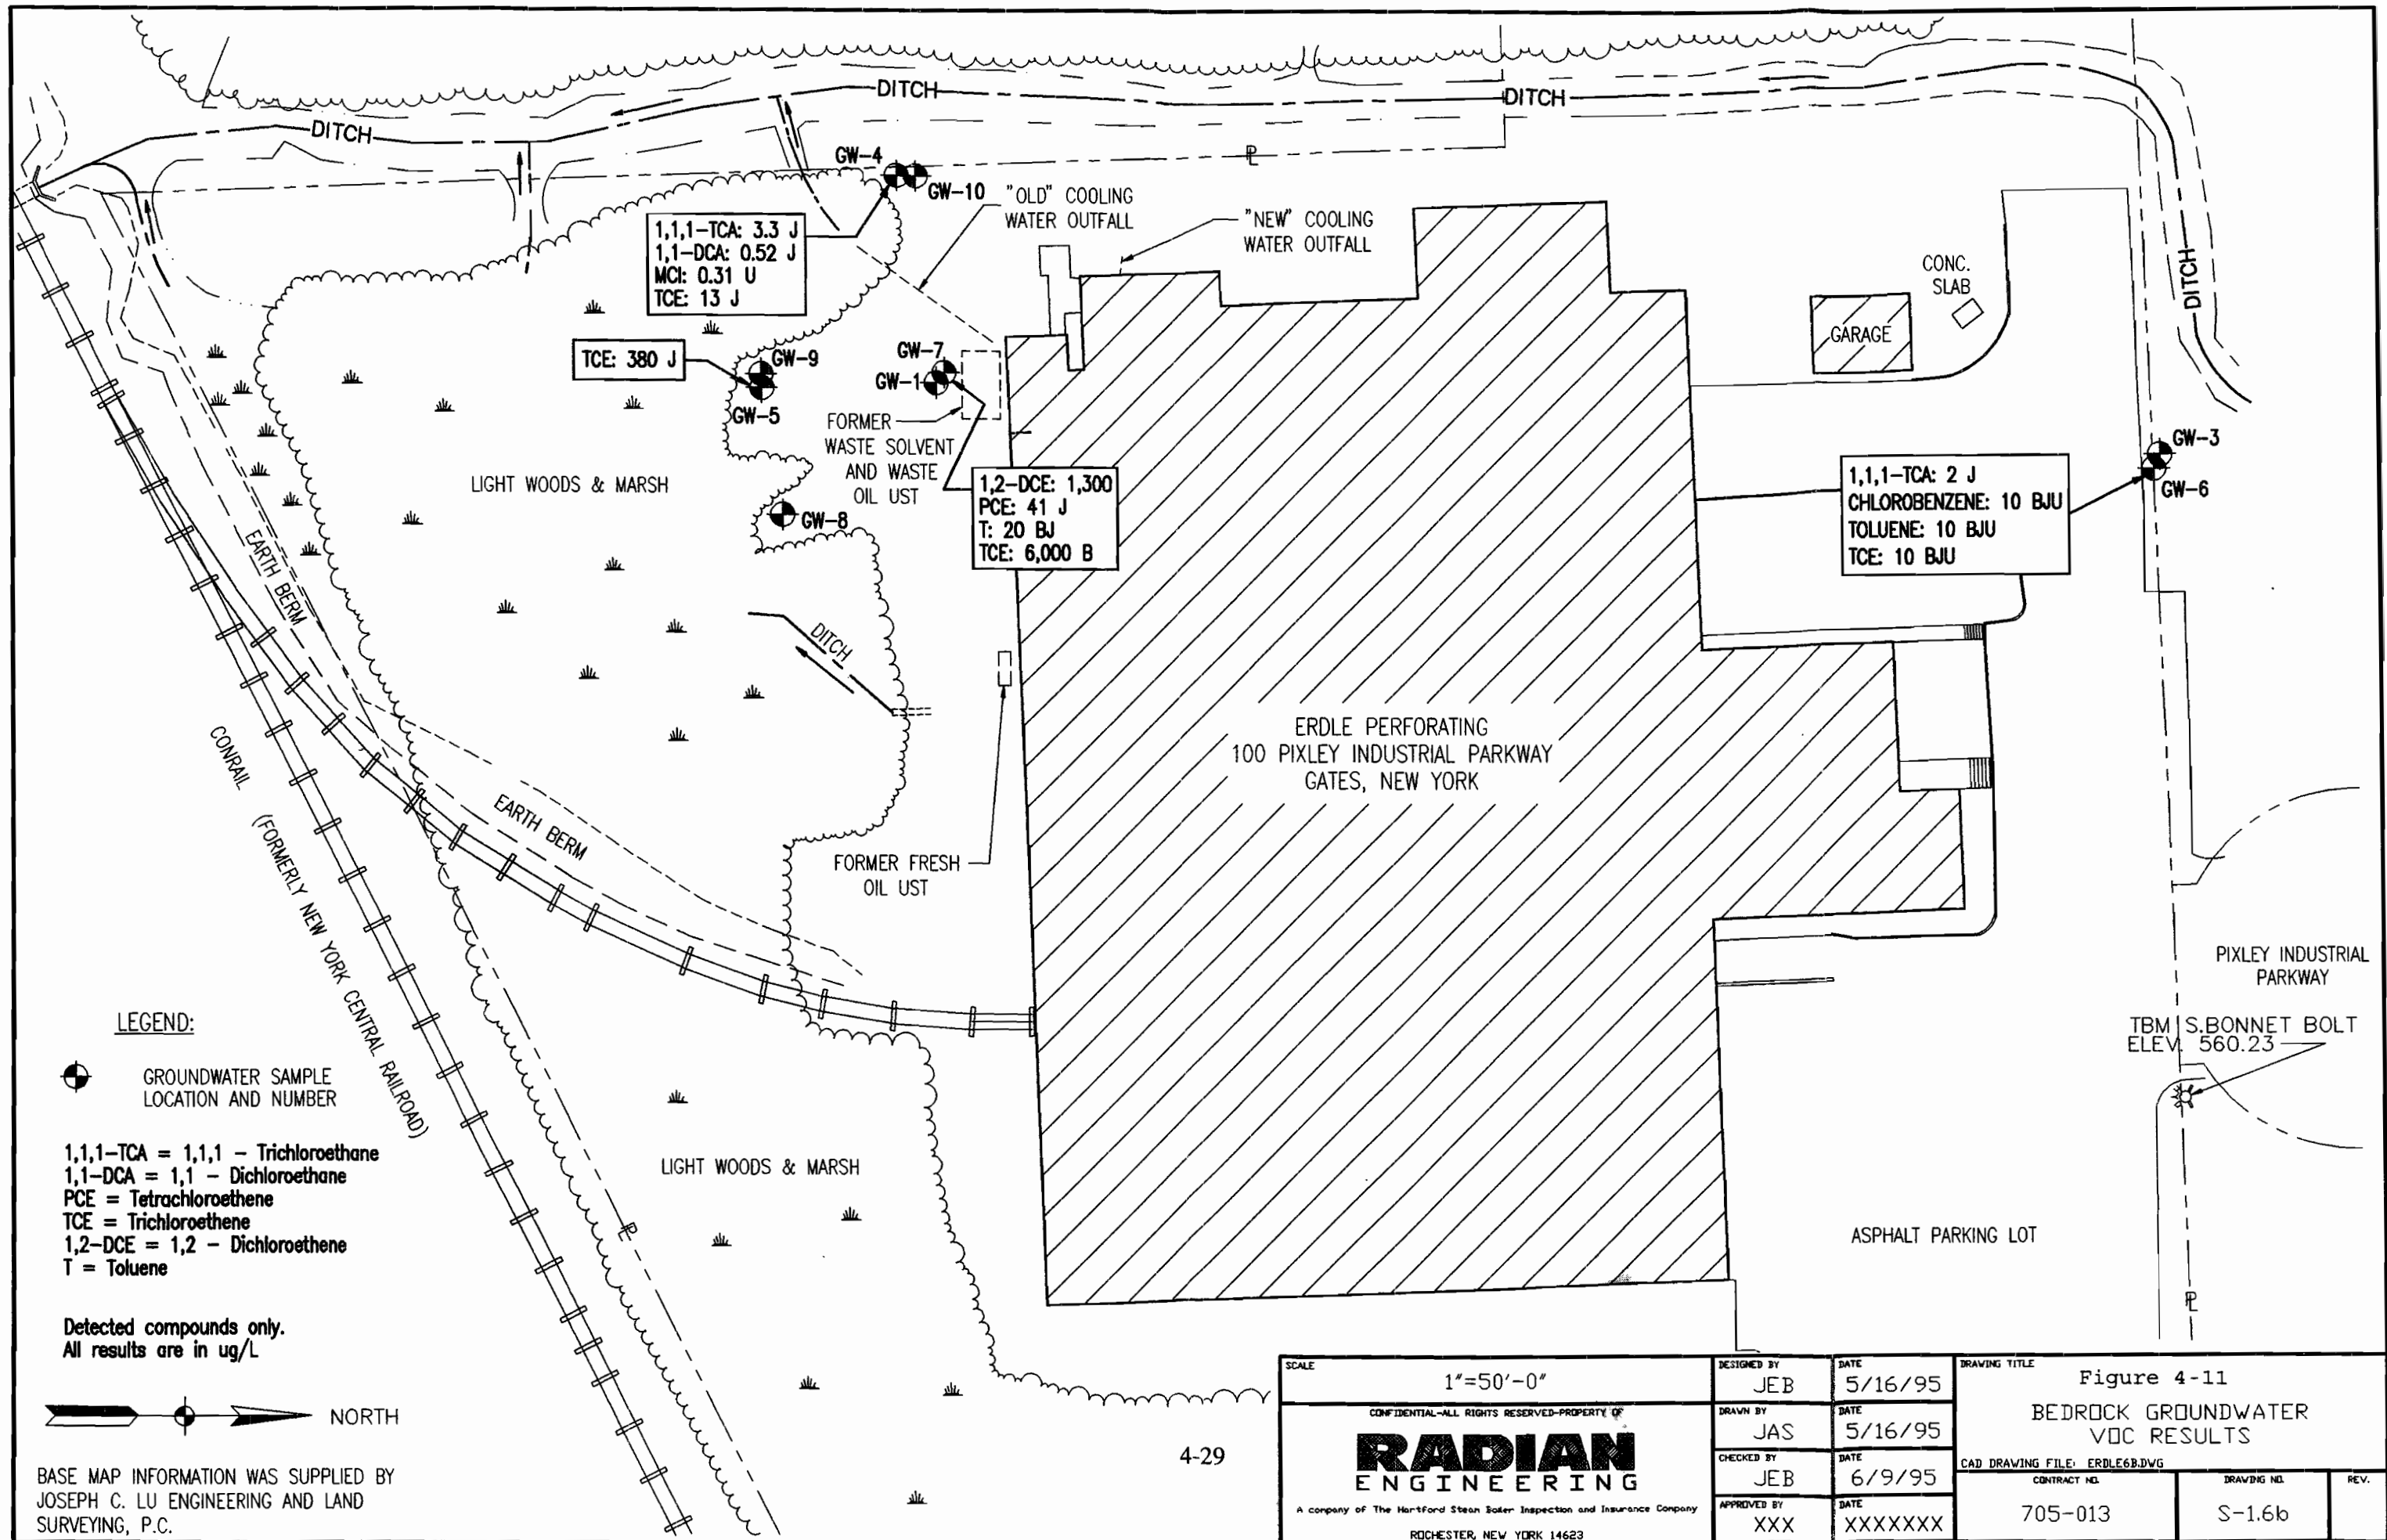 DITCH
DITCH
DITCH
DITCH
GW-4
GW-10
"OLD" COOLING
WATER OUTFALL
"NEW" COOLING
WATER OUTFALL
1,1,1-TCA: 3.3 J
1,1-DCA: 0.52 J
MCI: 0.31 U
TCE: 13 J
CONC.
SLAB
GARAGE
TCE: 380 J
GW-9
GW-5
GW-7
GW-1
FORMER
WASTE SOLVENT
AND WASTE
OIL UST
LIGHT WOODS & MARSH
GW-8
1,2-DCE: 1,300
PCE: 41 J
T: 20 BJ
TCE: 6,000 B
1,1,1-TCA: 2 J
CHLOROBENZENE: 10 BJU
TOLUENE: 10 BJU
TCE: 10 BJU
GW-3
GW-6
EARTH BERM
DITCH
ERDLE PERFORATING
100 PIXLEY INDUSTRIAL PARKWAY
GATES, NEW YORK
CONRAIL (FORMERLY NEW YORK CENTRAL RAILROAD)
EARTH BERM
FORMER FRESH
OIL UST
PIXLEY INDUSTRIAL
PARKWAY
TBM S.BONNET BOLT
ELEV. 560.23
LIGHT WOODS & MARSH
ASPHALT PARKING LOT
LEGEND:
GROUNDWATER SAMPLE
LOCATION AND NUMBER
1,1,1-TCA = 1,1,1 - Trichloroethane
1,1-DCA = 1,1 - Dichloroethane
PCE = Tetrachloroethene
TCE = Trichloroethene
1,2-DCE = 1,2 - Dichloroethene
T = Toluene
Detected compounds only.
All results are in ug/L
NORTH
BASE MAP INFORMATION WAS SUPPLIED BY
JOSEPH C. LU ENGINEERING AND LAND
SURVEYING, P.C.
4-29
SCALE
1"=50'-0"
CONFIDENTIAL-ALL RIGHTS RESERVED-PROPERTY OF
RADIAN
ENGINEERING
A company of The Hartford Steam Boiler Inspection and Insurance Company
ROCHESTER, NEW YORK 14623
DESIGNED BY
JEB
DATE
5/16/95
DRAWN BY
JAS
DATE
5/16/95
CHECKED BY
JEB
DATE
6/9/95
APPROVED BY
XXX
DATE
XXXXXXX
DRAWING TITLE
Figure 4-11
BEDROCK GROUNDWATER
VOC RESULTS
CAD DRAWING FILE: ERDLE6B.DWG
CONTRACT NO.
705-013
DRAWING NO.
S-1.6b
REV.